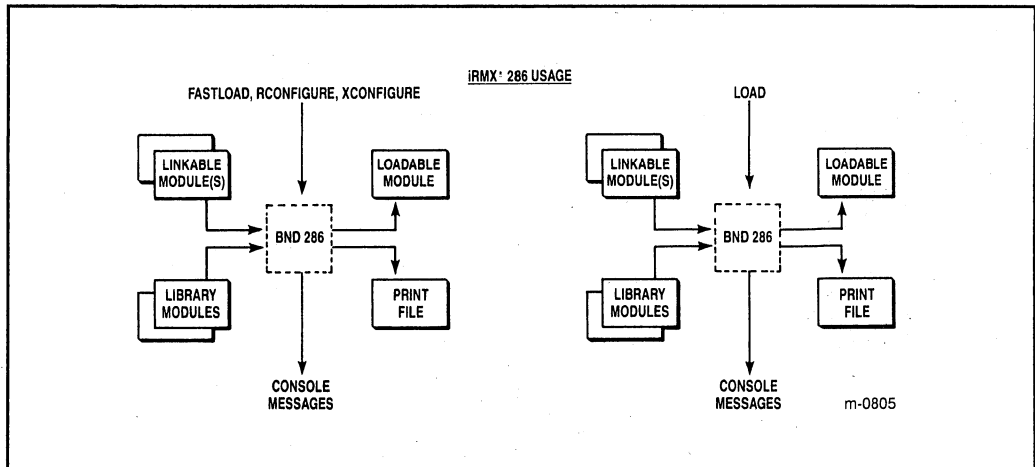 iRMX® 286 USAGE
FASTLOAD, RCONFIGURE, XCONFIGURE
LINKABLE
MODULE(S)
LOADABLE
MODULE
BND 286
LIBRARY
MODULES
PRINT
FILE
CONSOLE
MESSAGES
LOAD
LINKABLE
MODULE(S)
LOADABLE
MODULE
BND 286
LIBRARY
MODULES
PRINT
FILE
CONSOLE
MESSAGES
m-0805